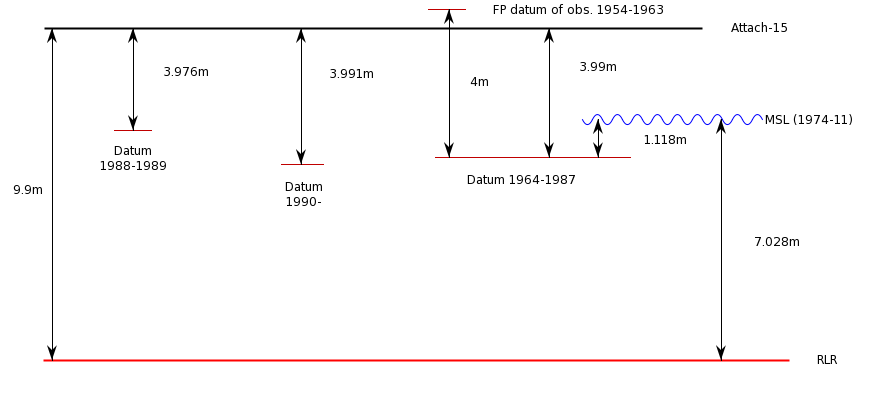 FP datum of obs. 1954-1963
Attach-15
3.976m
3.991m
4m
3.99m
MSL (1974-11)
1.118m
Datum
1988-1989
Datum 1964-1987
Datum
1990-
9.9m
7.028m
RLR